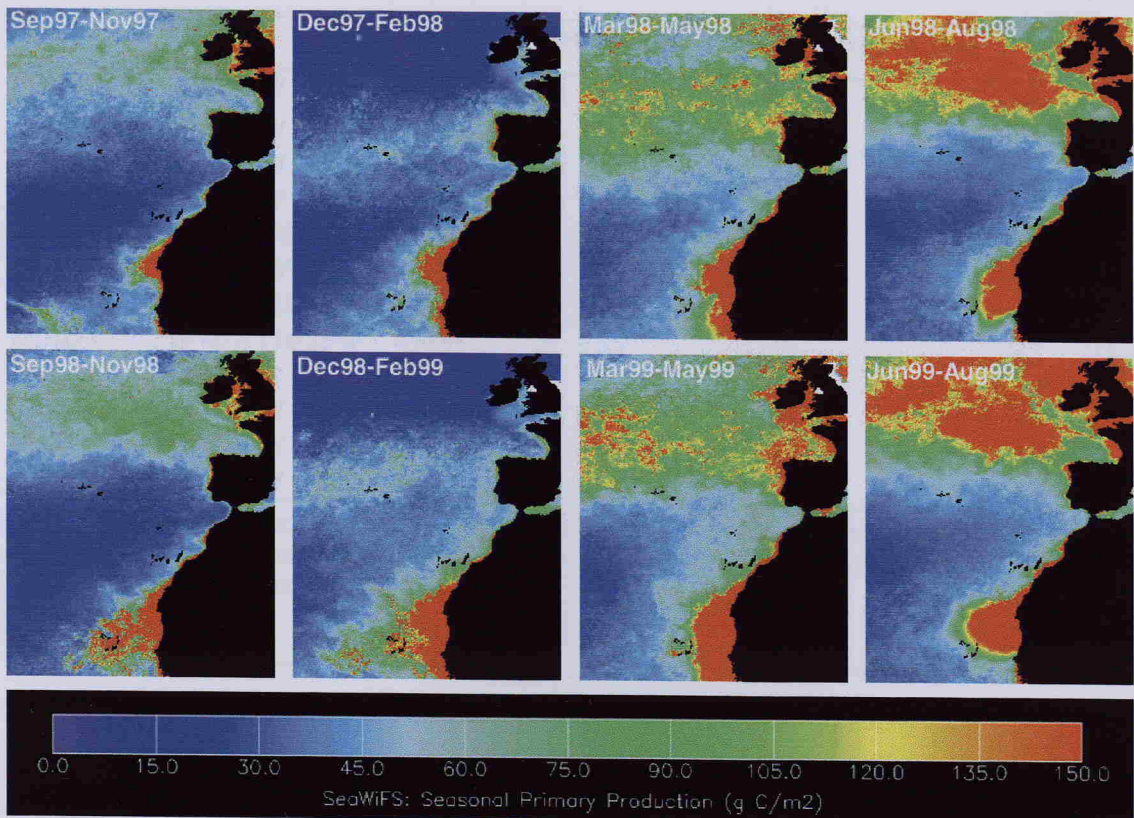 Sep97-Nov97
Dec97-Feb98
Mar98-May98
Jun98-Aug98
Sep98-Nov98
Dec98-Feb99
Mar99-May99
Jun99-Aug99
0.0 15.0 30.0 45.0 60.0 75.0 90.0 105.0 120.0 135.0 150.0
SeaWiFS: Seasonal Primary Production (g C/m2)